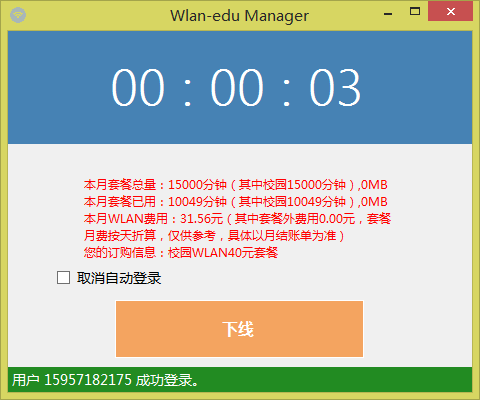 Wlan-edu Manager
00 : 00 : 03
本月套餐总量：15000分钟（其中校园15000分钟）,0MB
本月套餐已用：10049分钟（其中校园10049分钟）,0MB
本月WLAN费用：31.56元（其中套餐外费用0.00元，套餐
月费按天折算，仅供参考，具体以月结账单为准）
您的订购信息：校园WLAN40元套餐
取消自动登录
下线
用户 15957182175 成功登录。